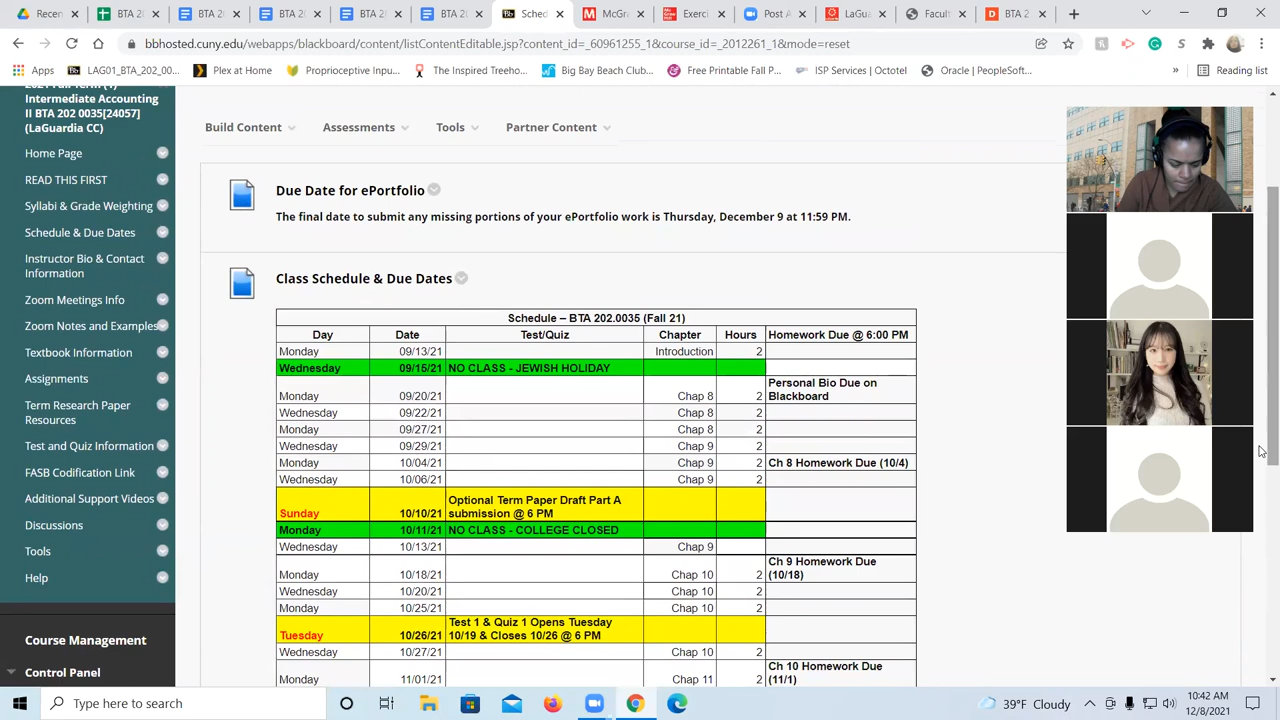 Recen
BTA 20
BTA 20
BTA 20
BTA 20
Sched
McGra
Exerci
Post A
LaGua
Facult
BTA 2
bbhosted.cuny.edu/webapps/blackboard/content/listContentEditable.jsp?content_id=_60961255_1&course_id=_2012261_1&mode=reset
Apps
LAG01_BTA_202_00...
Plex at Home
Proprioceptive Inpu...
The Inspired Treeho...
Big Bay Beach Club...
Free Printable Fall P...
ISP Services | Octotel
Oracle | PeopleSoft...
»
Reading list
Intermediate Accounting
II BTA 202 0035[24057]
(LaGuardia CC)
Home Page
READ THIS FIRST
Syllabi & Grade Weighting
Schedule & Due Dates
Instructor Bio & Contact
Information
Zoom Meetings Info
Zoom Notes and Examples
Textbook Information
Assignments
Term Research Paper
Resources
Test and Quiz Information
FASB Codification Link
Additional Support Videos
Discussions
Tools
Help
Course Management
Control Panel
Build Content
Assessments
Tools
Partner Content
Due Date for ePortfolio
The final date to submit any missing portions of your ePortfolio work is Thursday, December 9 at 11:59 PM.
Class Schedule & Due Dates
Schedule – BTA 202.0035 (Fall 21)
Day Date Test/Quiz Chapter Hours Homework Due @ 6:00 PM
Monday 09/13/21 Introduction 2
Wednesday 09/15/21 NO CLASS - JEWISH HOLIDAY
Monday 09/20/21 Chap 8 2 Personal Bio Due on
Blackboard
Wednesday 09/22/21 Chap 8 2
Monday 09/27/21 Chap 8 2
Wednesday 09/29/21 Chap 9 2
Monday 10/04/21 Chap 9 2 Ch 8 Homework Due (10/4)
Wednesday 10/06/21 Chap 9 2
Sunday 10/10/21 Optional Term Paper Draft Part A
submission @ 6 PM
Monday 10/11/21 NO CLASS - COLLEGE CLOSED
Wednesday 10/13/21 Chap 9
Monday 10/18/21 Chap 10 2 Ch 9 Homework Due
(10/18)
Wednesday 10/20/21 Chap 10 2
Monday 10/25/21 Chap 10 2
Tuesday 10/26/21 Test 1 & Quiz 1 Opens Tuesday
10/19 & Closes 10/26 @ 6 PM
Wednesday 10/27/21 Chap 10 2
Monday 11/01/21 Chap 11 2 Ch 10 Homework Due
(11/1)
Type here to search
39°F Cloudy
10:42 AM
12/8/2021